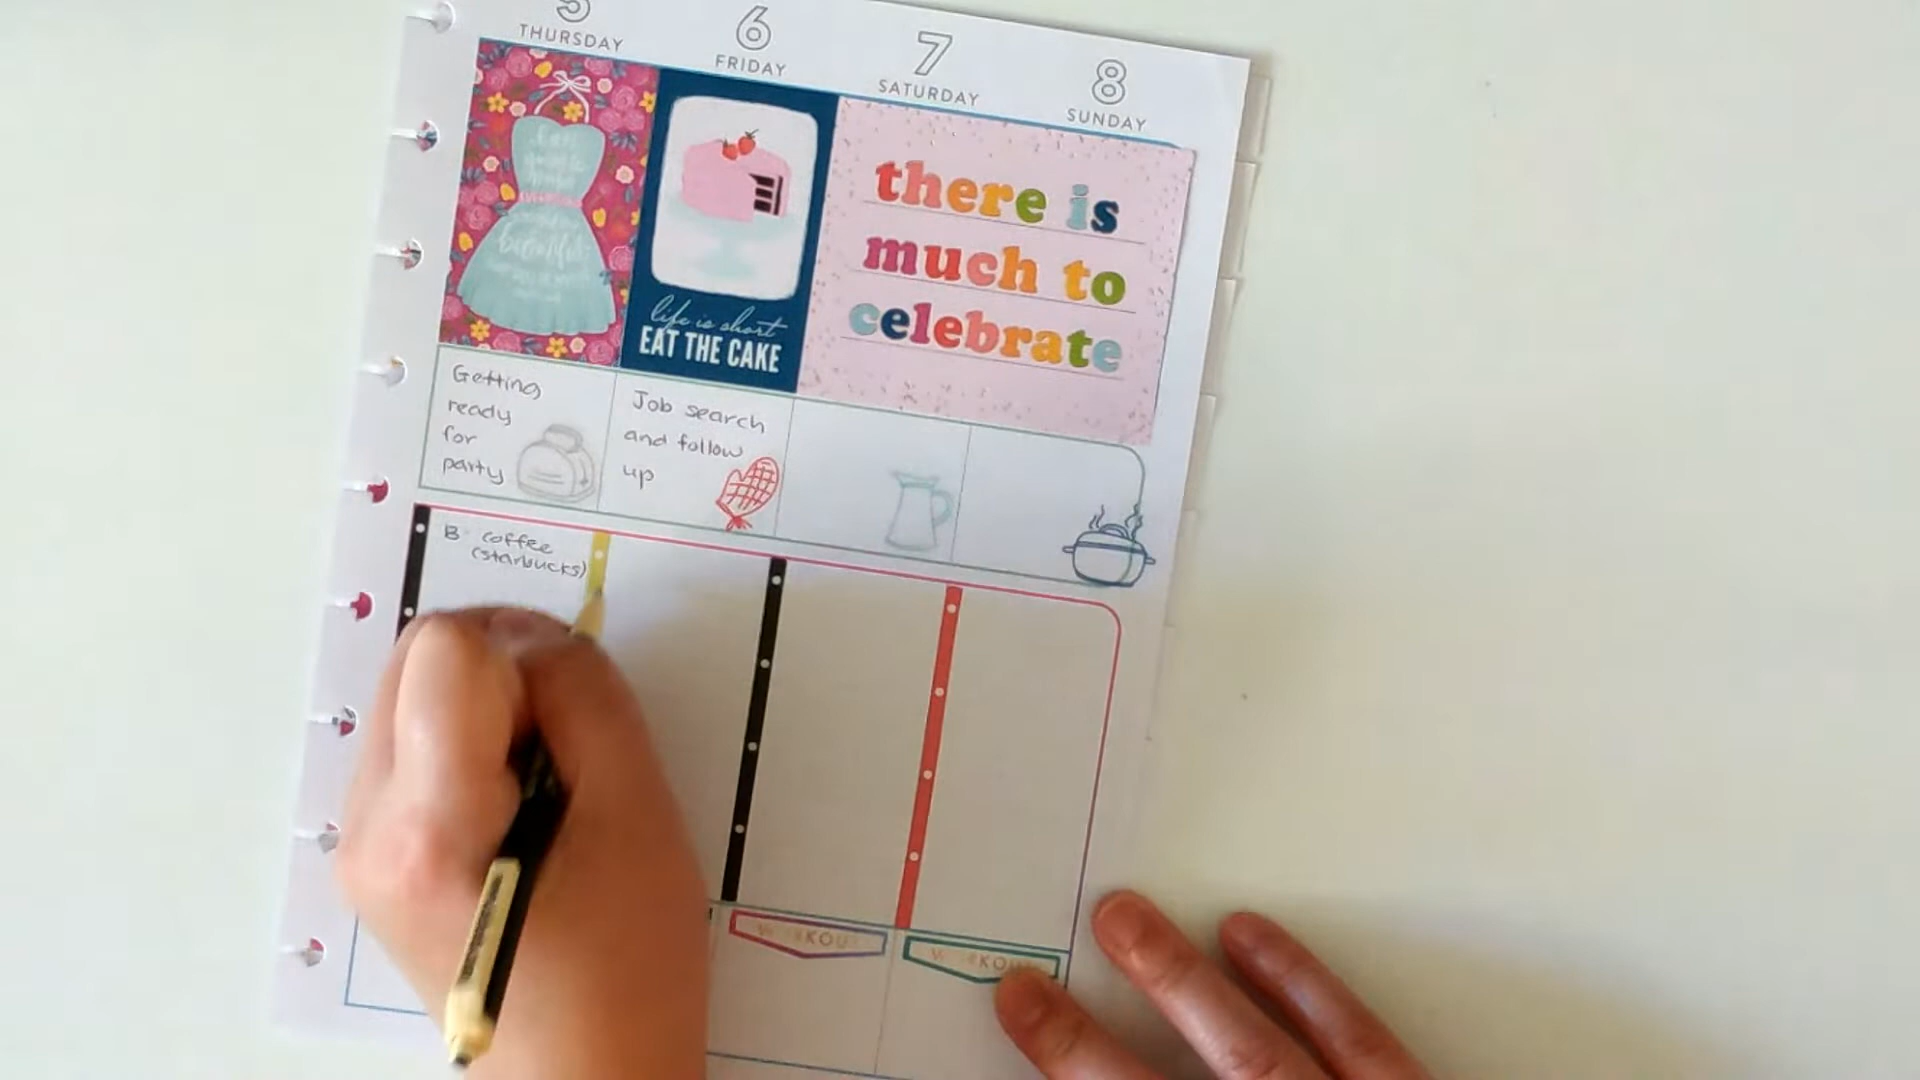 5 6 7 8
THURSDAY FRIDAY SATURDAY SUNDAY
there is
much to
celebrate
life is short
EAT THE CAKE
Getting
ready
for
party
Job search
and follow
up
B coffee
(starbucks)